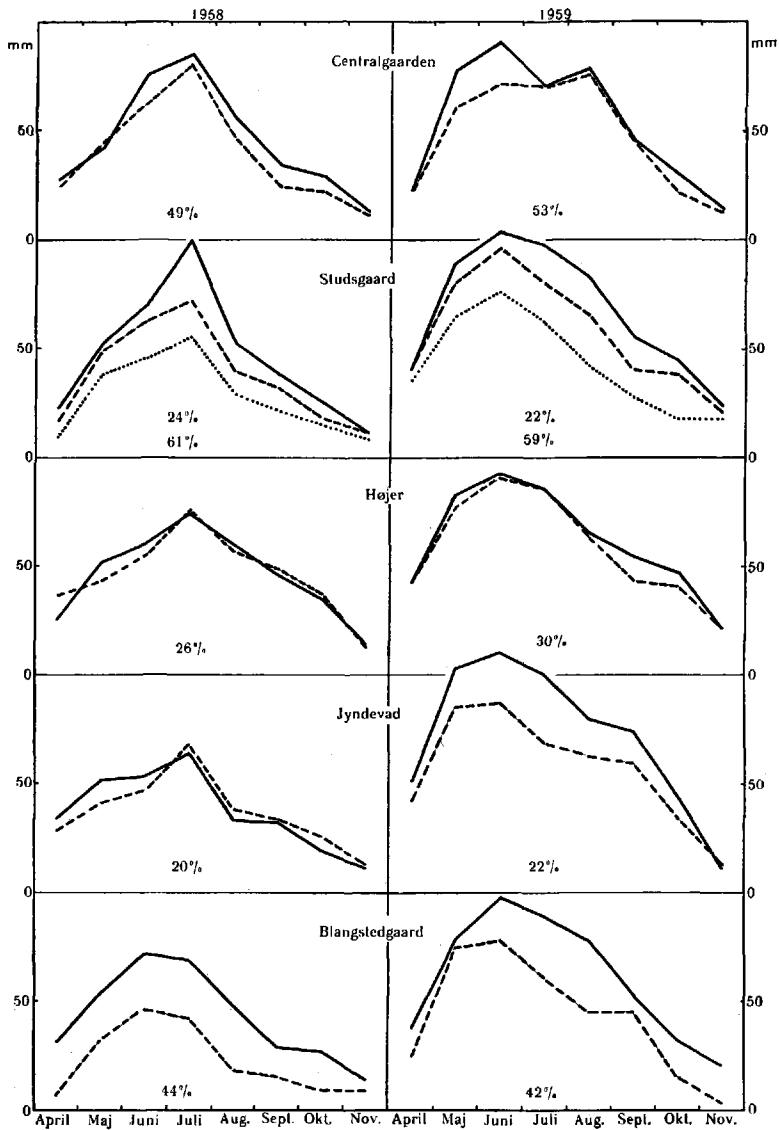 1958 1959
mm mm
Centralgaarden
50 50
49% 53%
0 0
Studsgaard
50 50
24% 22%
61% 59%
0 0
Højer
50 50
26% 30%
0 0
Jyndevad
50 50
20% 22%
0 0
Blangstedgaard
50 50
44% 42%
0 0
April Maj Juni Juli Aug. Sept. Okt. Nov. April Maj Juni Juli Aug. Sept. Okt. Nov.